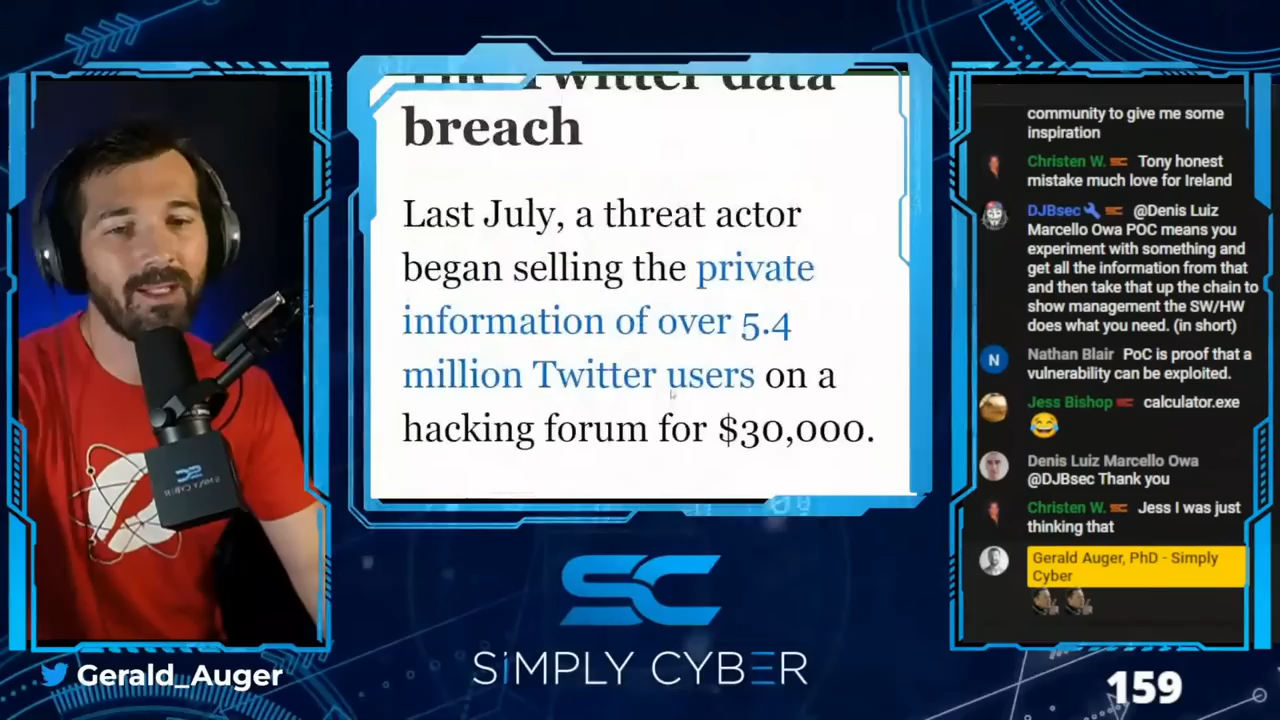 The Twitter data
breach
Last July, a threat actor
began selling the private
information of over 5.4
million Twitter users on a
hacking forum for $30,000.
SC
SiMPLY CYBER
Gerald_Auger
SIMPLY CYBER
community to give me some
inspiration
Christen W. Tony honest
mistake much love for Ireland
DJBsec @Denis Luiz
Marcello Owa POC means you
experiment with something and
get all the information from that
and then take that up the chain to
show management the SW/HW
does what you need. (in short)
N
Nathan Blair PoC is proof that a
vulnerability can be exploited.
Jess Bishop calculator.exe
Denis Luiz Marcello Owa
@DJBsec Thank you
Christen W. Jess I was just
thinking that
Gerald Auger, PhD - Simply
Cyber
159